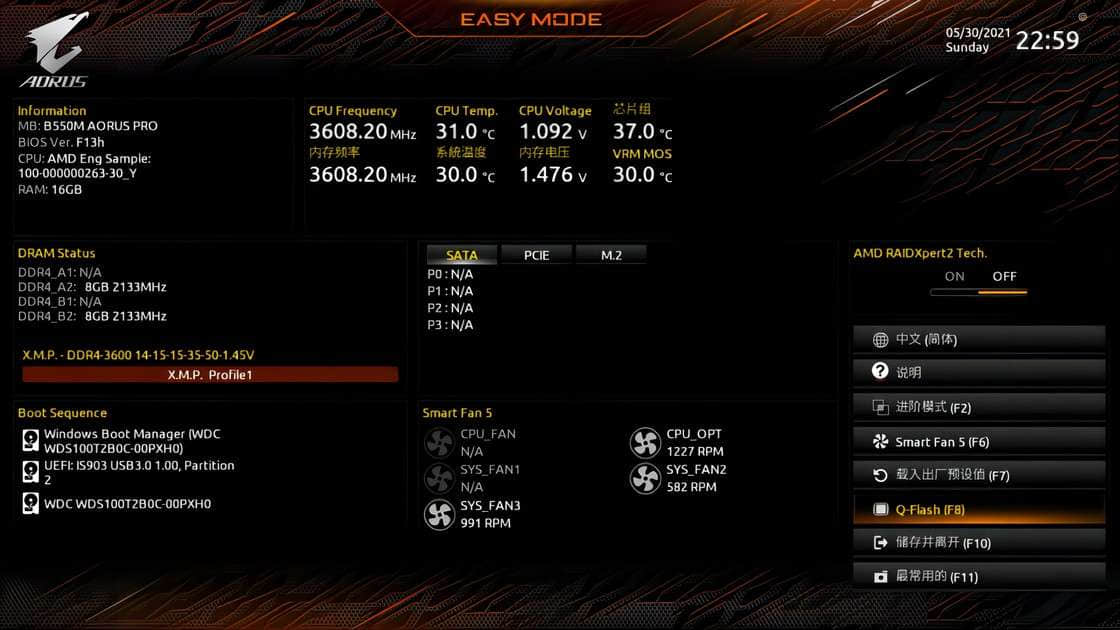 EASY MODE
05/30/2021
Sunday
22:59
AORUS
Information
MB: B550M AORUS PRO
BIOS Ver. F13h
CPU: AMD Eng Sample:
100-000000263-30_Y
RAM: 16GB
CPU Frequency CPU Temp. CPU Voltage 芯片组
3608.20 MHz 31.0 °C 1.092 V 37.0 °C
内存频率 系统温度 内存电压 VRM MOS
3608.20 MHz 30.0 °C 1.476 V 30.0 °C
DRAM Status
DDR4_A1: N/A
DDR4_A2: 8GB 2133MHz
DDR4_B1: N/A
DDR4_B2: 8GB 2133MHz
X.M.P. - DDR4-3600 14-15-15-35-50-1.45V
X.M.P. Profile1
SATA PCIE M.2
P0 : N/A
P1 : N/A
P2 : N/A
P3 : N/A
AMD RAIDXpert2 Tech.
ON OFF
Boot Sequence
Windows Boot Manager (WDC
WDS100T2B0C-00PXH0)
UEFI: IS903 USB3.0 1.00, Partition
2
WDC WDS100T2B0C-00PXH0
Smart Fan 5
CPU_FAN
N/A
SYS_FAN1
N/A
SYS_FAN3
991 RPM
CPU_OPT
1227 RPM
SYS_FAN2
582 RPM
中文 (简体)
说明
进阶模式 (F2)
Smart Fan 5 (F6)
载入出厂预设值 (F7)
Q-Flash (F8)
储存并离开 (F10)
最常用的 (F11)